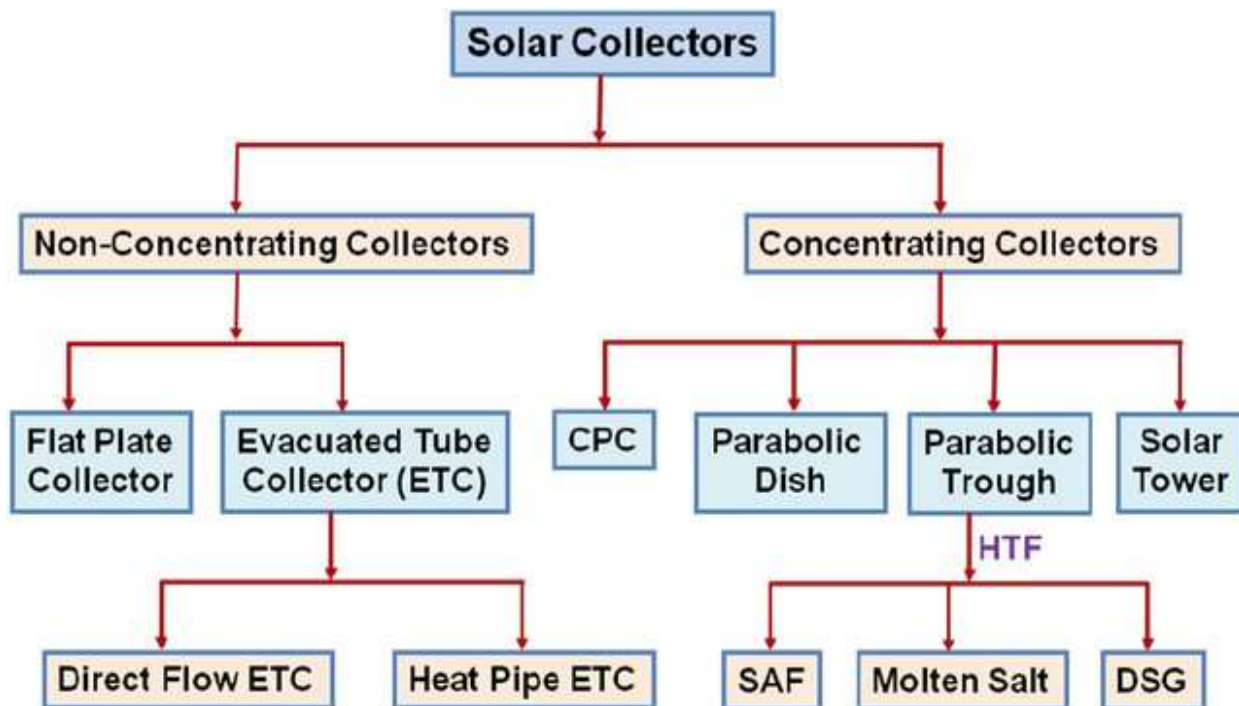 Solar Collectors
Non-Concentrating Collectors
Concentrating Collectors
Flat Plate
Collector
Evacuated Tube
Collector (ETC)
CPC
Parabolic
Dish
Parabolic
Trough
Solar
Tower
HTF
Direct Flow ETC
Heat Pipe ETC
SAF
Molten Salt
DSG